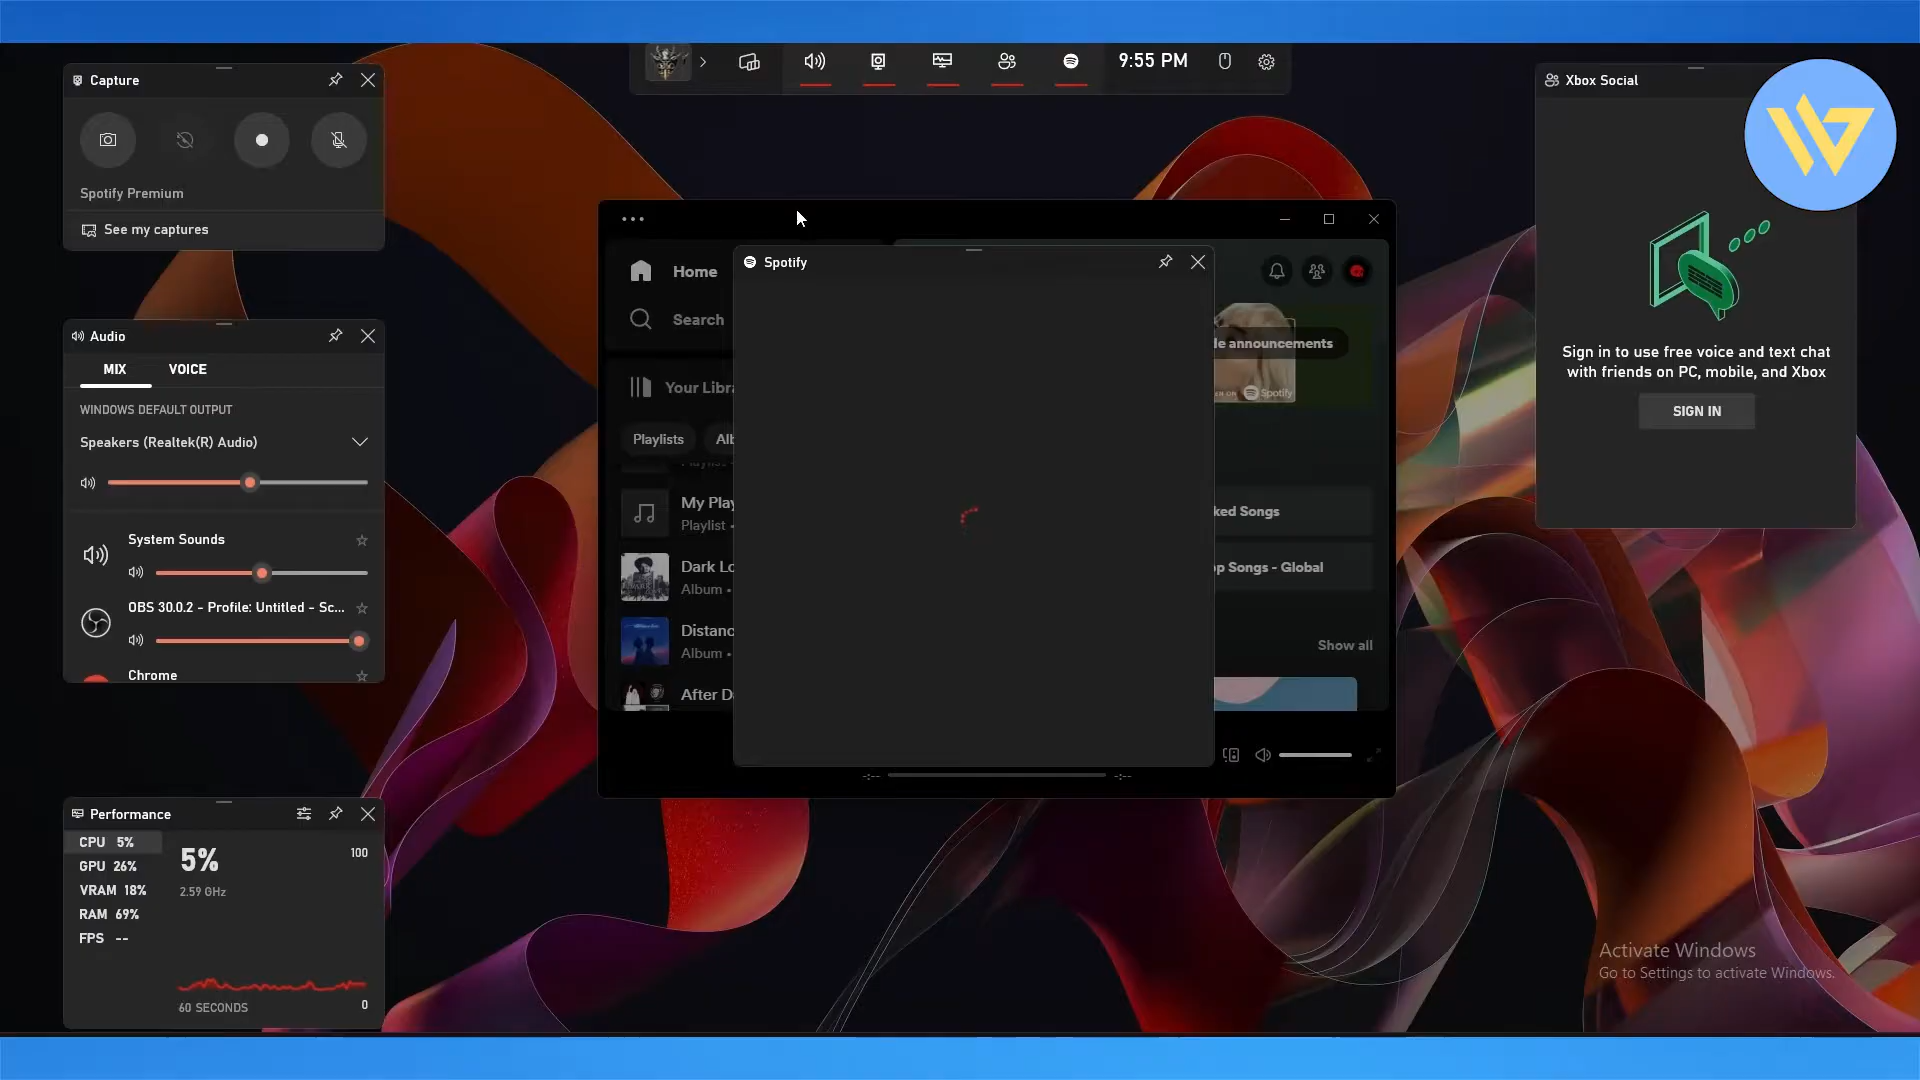 9:55 PM
Capture
Spotify Premium
See my captures
Audio
MIX VOICE
WINDOWS DEFAULT OUTPUT
Speakers (Realtek(R) Audio)
System Sounds
OBS 30.0.2 - Profile: Untitled - Sc...
Chrome
Performance
CPU 5%
GPU 26%
VRAM 18%
RAM 69%
FPS --
5%
2.59 GHz
100
60 SECONDS
0
Home
Search
Your Libra
Playlists
Alb
My Play
Playlist •
Dark Lo
Album •
Distanc
Album •
After D
Spotify
le announcements
Spotify
ked Songs
p Songs - Global
Show all
-:--
-:--
Xbox Social
Sign in to use free voice and text chat
with friends on PC, mobile, and Xbox
SIGN IN
Activate Windows
Go to Settings to activate Windows.